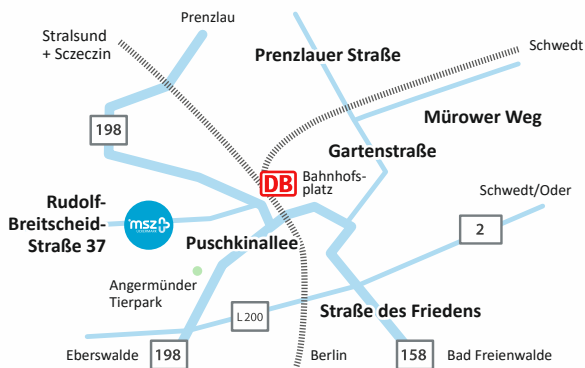 Prenzlau
Stralsund
+ Sczeczin
Prenzlauer Straße
Schwedt
198
Mürower Weg
Gartenstraße
DB
Bahnhofs-
platz
Rudolf-
Breitscheid-
Straße 37
msz
Schwedt/Oder
2
Puschkinallee
Angermünder
Tierpark
L 200
Straße des Friedens
Eberswalde
198
Berlin
158
Bad Freienwalde